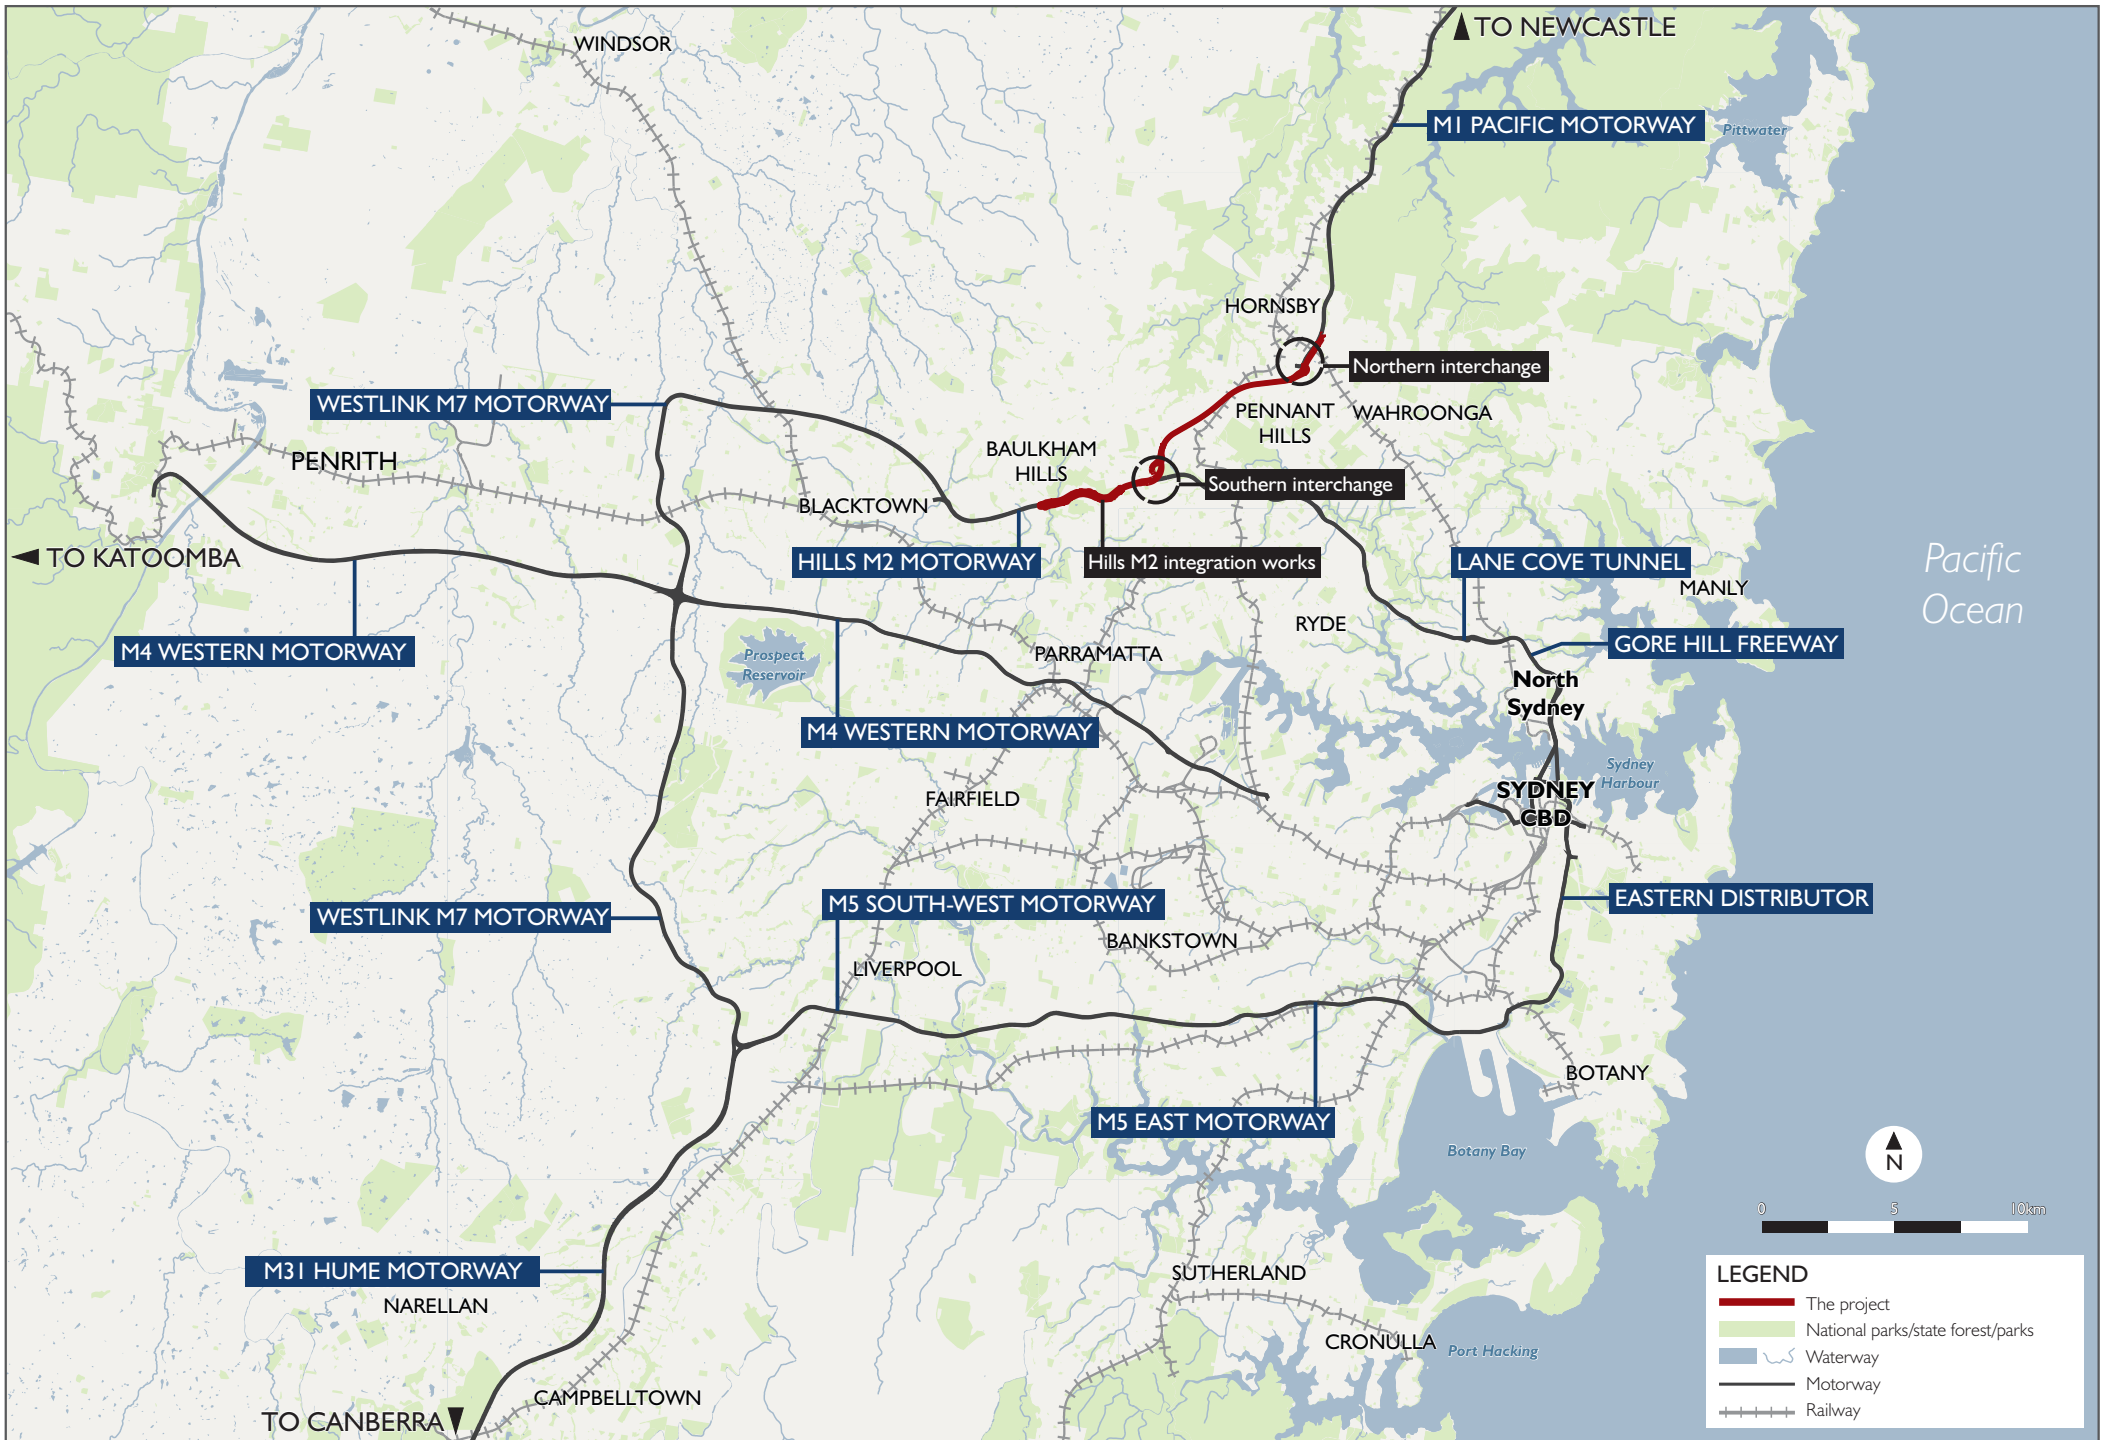 TO NEWCASTLE
WINDSOR
M1 PACIFIC MOTORWAY
Pittwater
HORNSBY
Northern interchange
WESTLINK M7 MOTORWAY
PENNANT
HILLS
WAHROONGA
BAULKHAM
HILLS
PENRITH
Southern interchange
BLACKTOWN
TO KATOOMBA
HILLS M2 MOTORWAY
Hills M2 integration works
LANE COVE TUNNEL
MANLY
Pacific
Ocean
RYDE
GORE HILL FREEWAY
M4 WESTERN MOTORWAY
Prospect
Reservoir
PARRAMATTA
North
Sydney
M4 WESTERN MOTORWAY
Sydney
Harbour
SYDNEY
CBD
FAIRFIELD
M5 SOUTH-WEST MOTORWAY
EASTERN DISTRIBUTOR
WESTLINK M7 MOTORWAY
BANKSTOWN
LIVERPOOL
BOTANY
M5 EAST MOTORWAY
Botany Bay
N
0 5 10km
M31 HUME MOTORWAY
NARELLAN
SUTHERLAND
CRONULLA
Port Hacking
CAMPBELLTOWN
TO CANBERRA
LEGEND
The project
National parks/state forest/parks
Waterway
Motorway
Railway